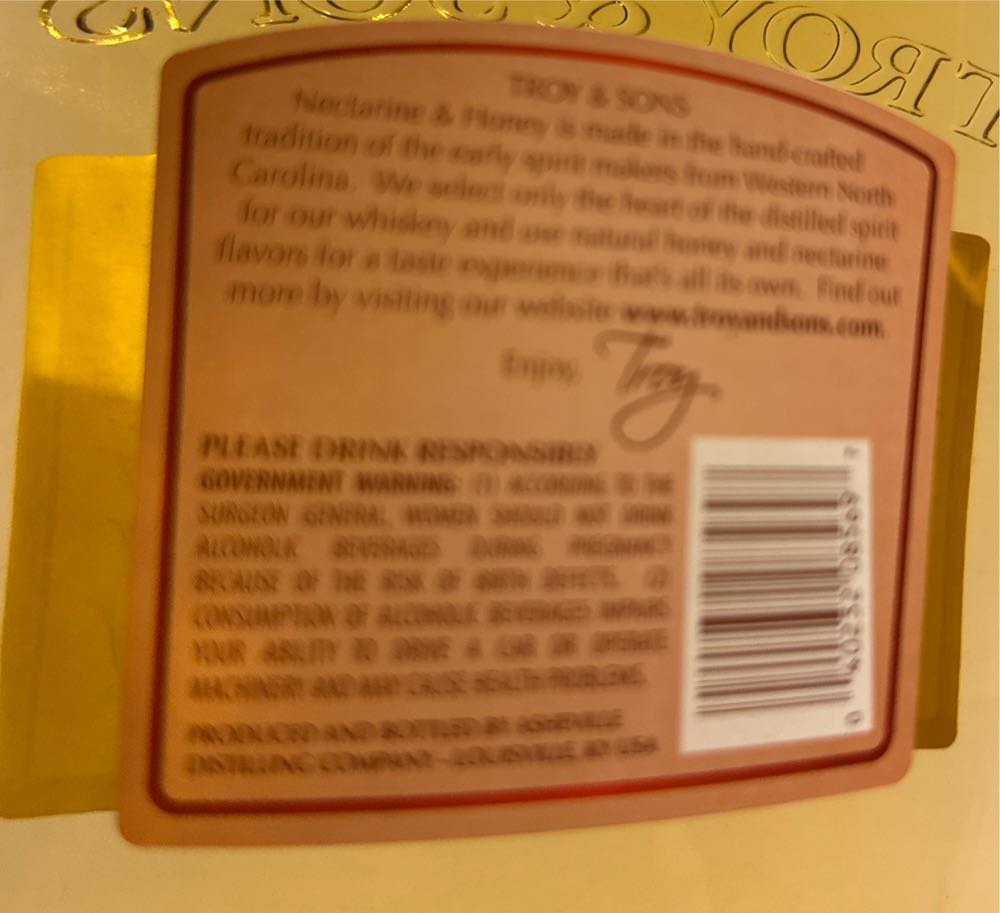 TROY & SONS
TROY & SONS
Nectarine & Honey is made in the hand-crafted
tradition of the early spirit makers from Western North
Carolina. We select only the heart of the distilled spirit
for our whiskey and use natural honey and nectarine
flavors for a taste experience that's all its own. Find out
more by visiting our website www.troyandsons.com.
Enjoy, Troy
PLEASE DRINK RESPONSIBLY
GOVERNMENT WARNING: (1) ACCORDING TO THE
SURGEON GENERAL, WOMEN SHOULD NOT DRINK
ALCOHOLIC BEVERAGES DURING PREGNANCY
BECAUSE OF THE RISK OF BIRTH DEFECTS. (2)
CONSUMPTION OF ALCOHOLIC BEVERAGES IMPAIRS
YOUR ABILITY TO DRIVE A CAR OR OPERATE
MACHINERY AND MAY CAUSE HEALTH PROBLEMS.
PRODUCED AND BOTTLED BY ASHEVILLE
DISTILLING COMPANY - LOUISVILLE, KY USA